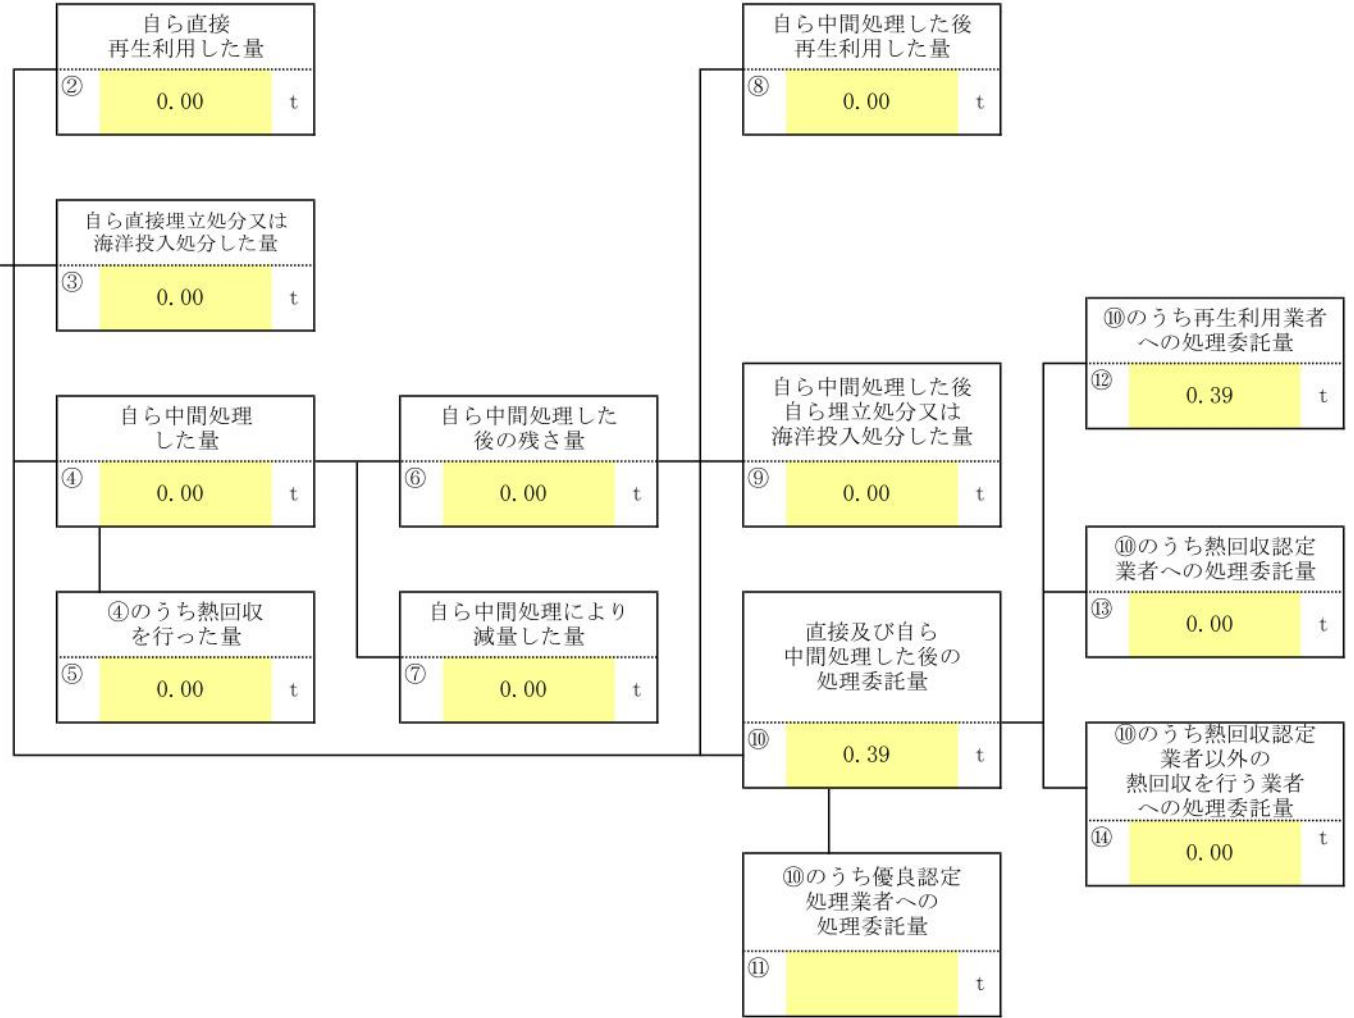 自ら直接
再生利用した量
②
0.00
t
自ら中間処理した後
再生利用した量
⑧
0.00
t
自ら直接埋立処分又は
海洋投入処分した量
③
0.00
t
⑩のうち再生利用業者
への処理委託量
⑫
0.39
t
自ら中間処理
した量
④
0.00
t
自ら中間処理した
後の残さ量
⑥
0.00
t
自ら中間処理した後
自ら埋立処分又は
海洋投入処分した量
⑨
0.00
t
⑩のうち熱回収認定
業者への処理委託量
⑬
0.00
t
④のうち熱回収
を行った量
⑤
0.00
t
自ら中間処理により
減量した量
⑦
0.00
t
直接及び自ら
中間処理した後の
処理委託量
⑩
0.39
t
⑩のうち熱回収認定
業者以外の
熱回収を行う業者
への処理委託量
⑭
0.00
t
⑩のうち優良認定
処理業者への
処理委託量
⑪
t